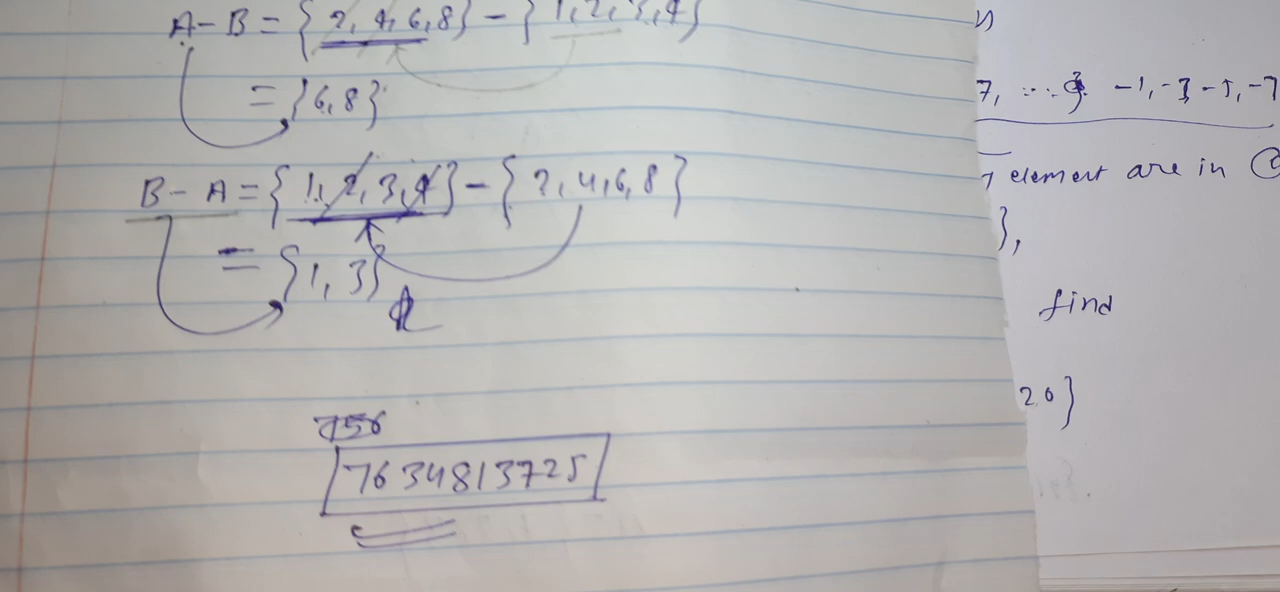 A - B = { 2, 4, 6, 8 } - { 1, 2, 3, 4 }
= { 6, 8 }
B - A = { 1, 2, 3, 4 } - { 2, 4, 6, 8 }
= { 1, 3 }
756
7634813725
7, ... } -1, -3, -5, -7
element are in
},
find
20}